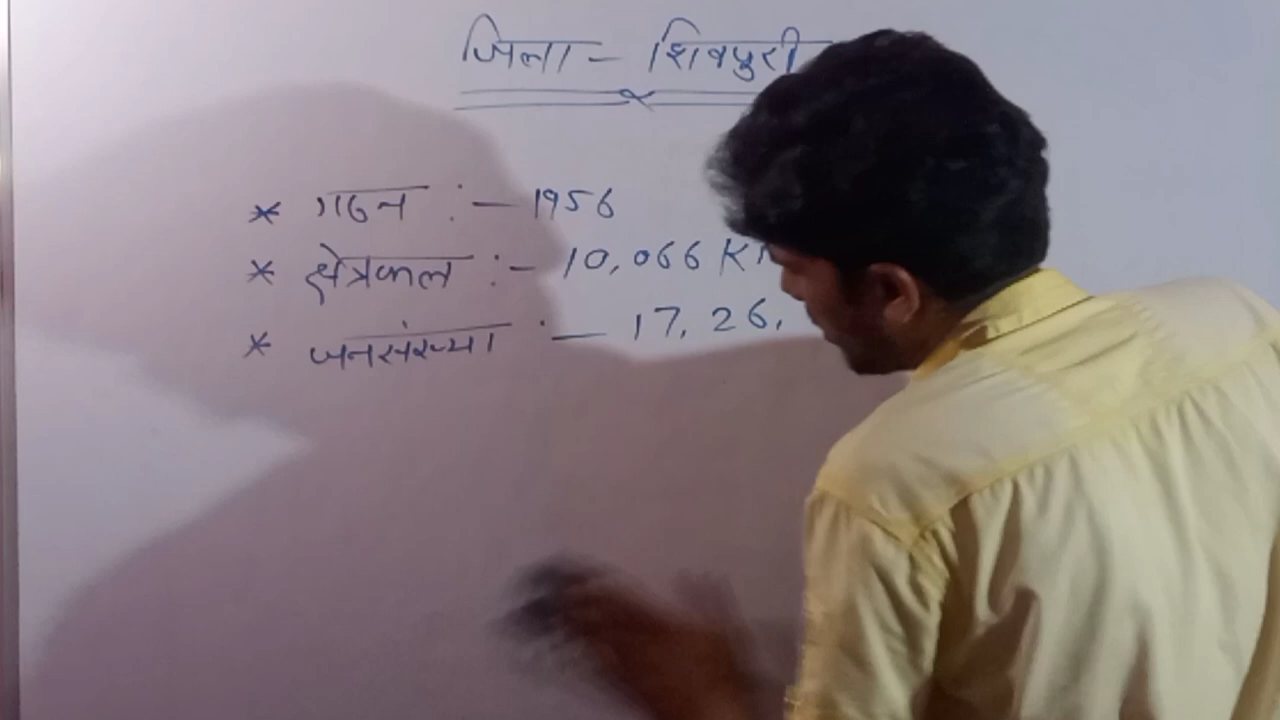 जिला - शिवपुरी
* गठन :- 1956
* क्षेत्रफल :- 10,066 K
* जनसंख्या :- 17,26,